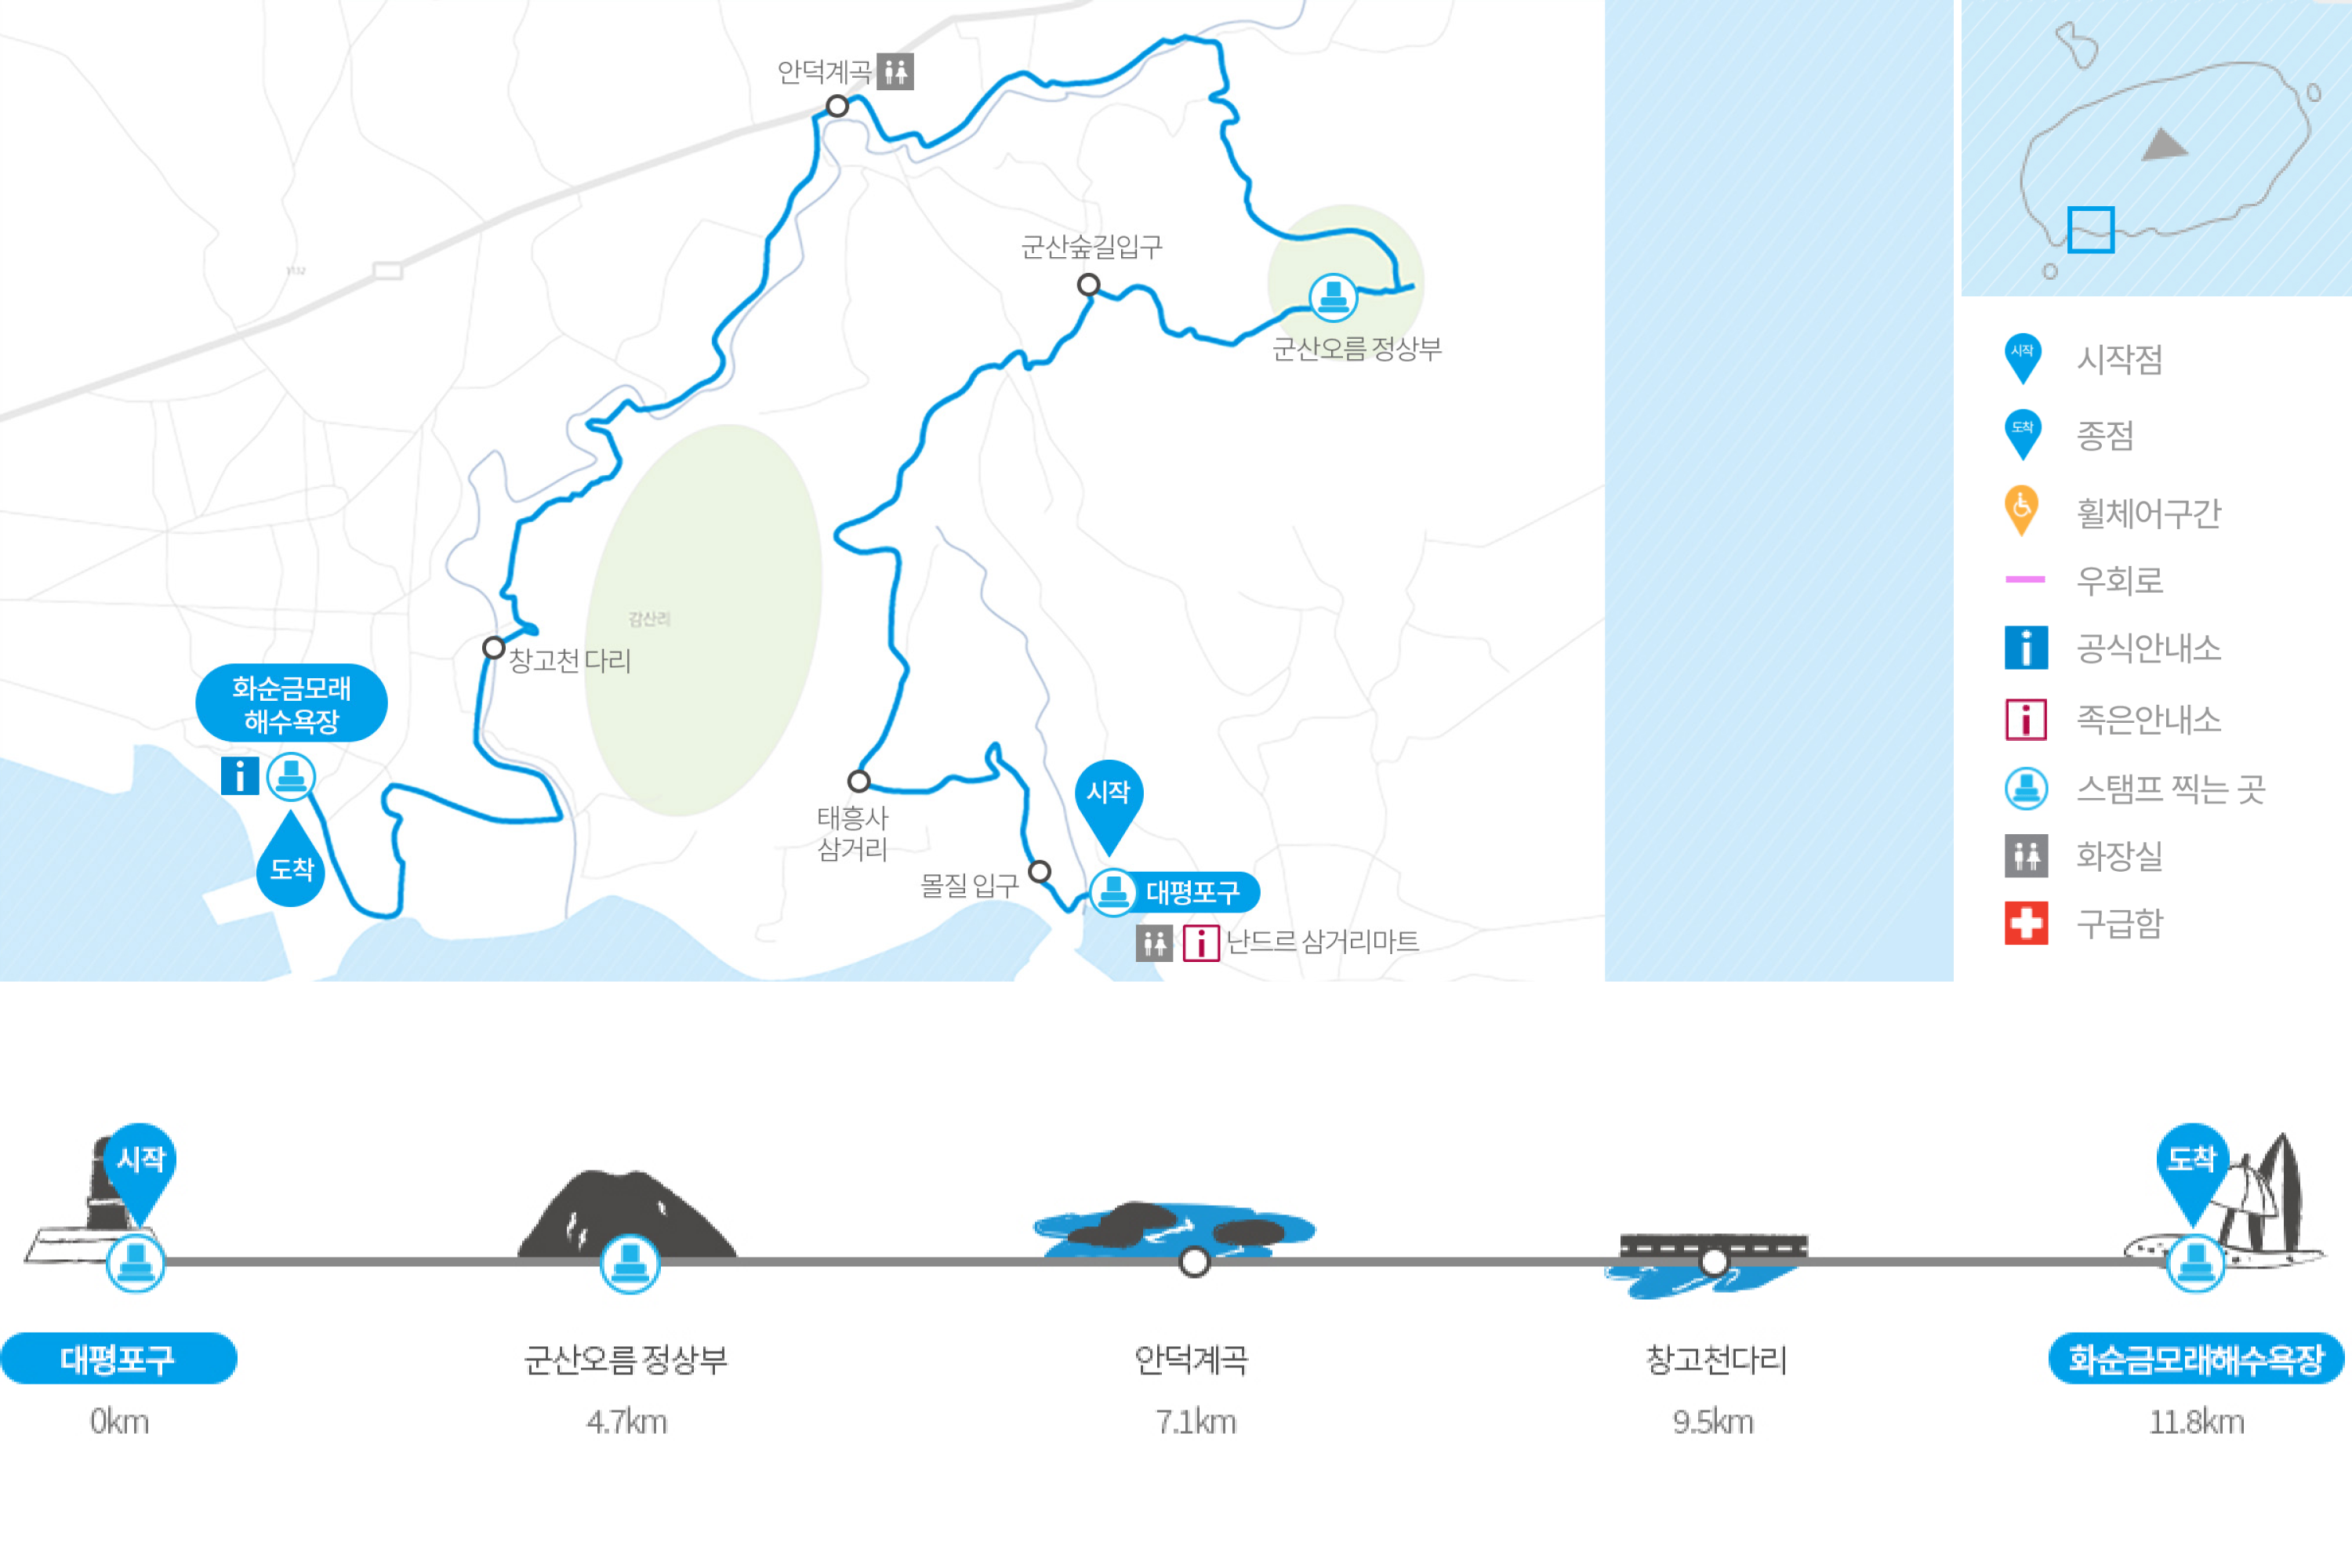 안덕계곡
군산숲길입구
1132
군산오름 정상부
감산리
창고천 다리
화순금모래
해수욕장
도착
태흥사
삼거리
시작
몰질 입구
대평포구
난드르 삼거리마트
시작
시작점
도착
종점
휠체어구간
우회로
공식안내소
족은안내소
스탬프 찍는 곳
화장실
구급함
시작
도착
대평포구
군산오름 정상부
안덕계곡
창고천다리
화순금모래해수욕장
0km
4.7km
7.1km
9.5km
11.8km